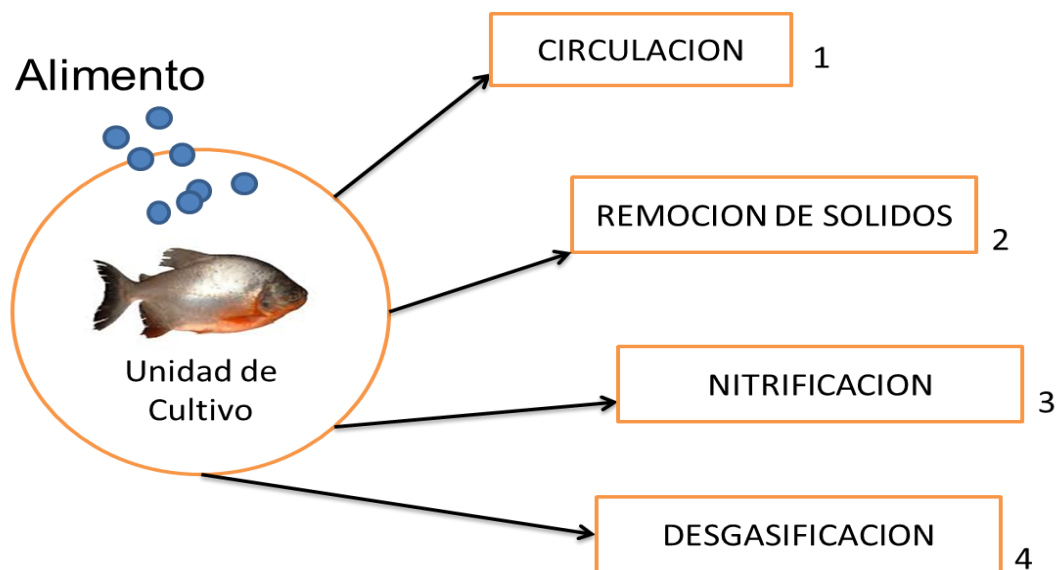 Alimento
CIRCULACION
1
REMOCION DE SOLIDOS
2
Unidad de
Cultivo
NITRIFICACION
3
DESGASIFICACION
4